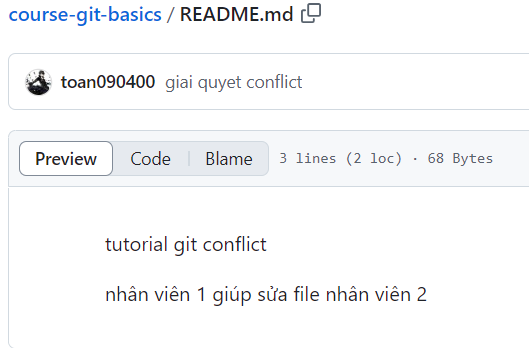 course-git-basics / README.md
toan090400 giai quyet conflict
Preview Code Blame 3 lines (2 loc) · 68 Bytes
tutorial git conflict
nhân viên 1 giúp sửa file nhân viên 2